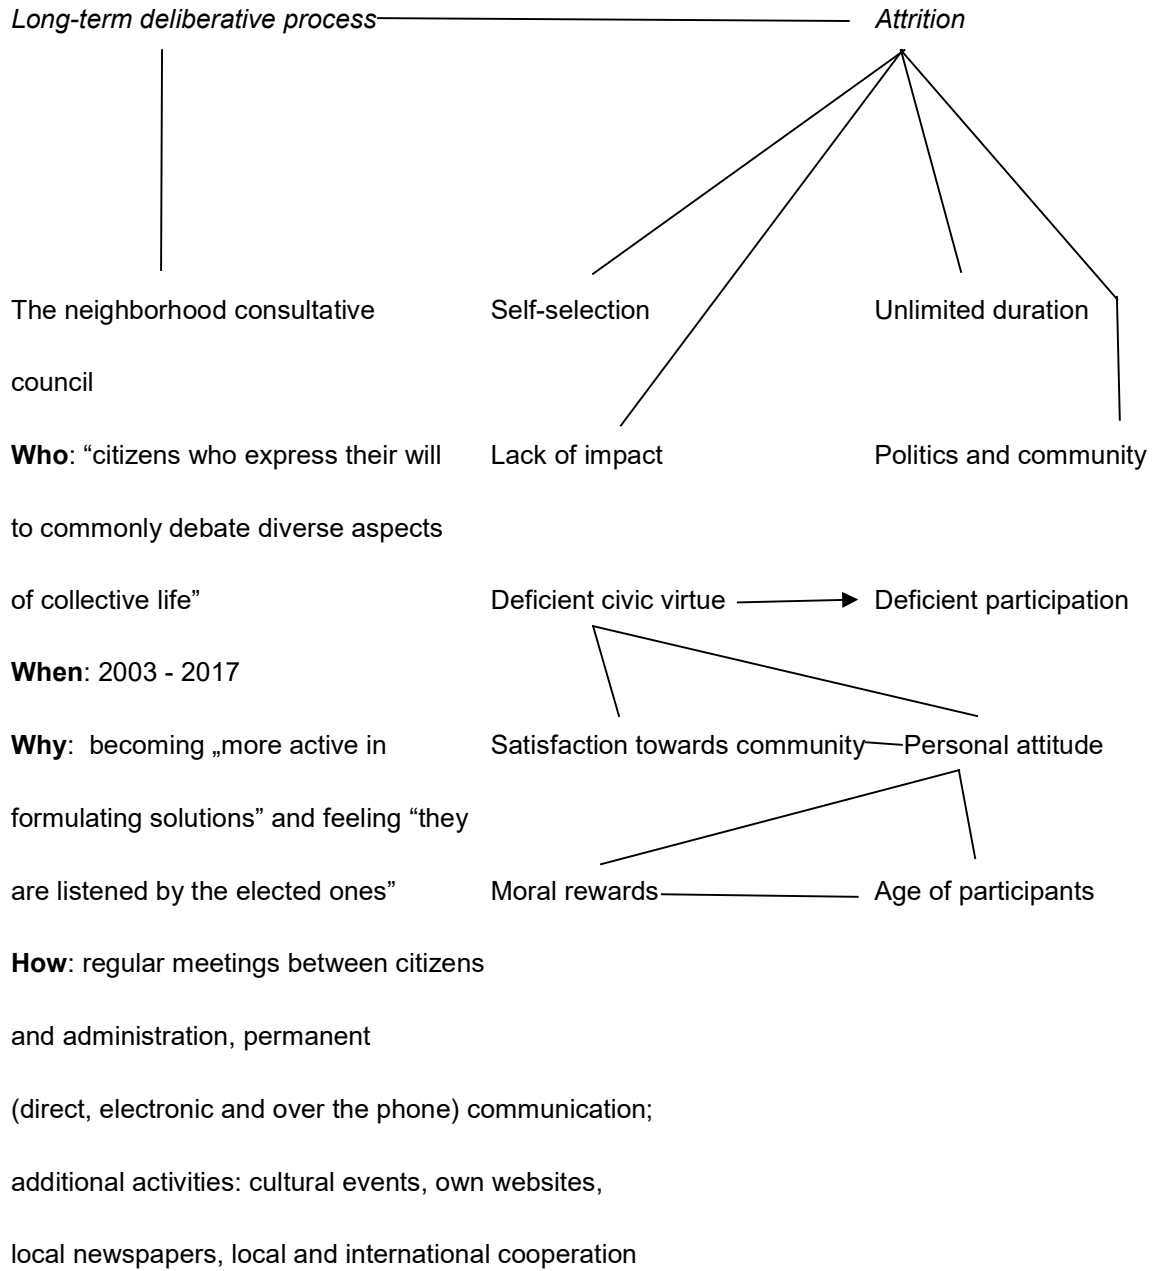 Long-term deliberative process Attrition
The neighborhood consultative Self-selection Unlimited duration
council
Who: “citizens who express their will Lack of impact Politics and community
to commonly debate diverse aspects
of collective life” Deficient civic virtue Deficient participation
When: 2003 - 2017
Why: becoming „more active in Satisfaction towards community Personal attitude
formulating solutions” and feeling “they
are listened by the elected ones” Moral rewards Age of participants
How: regular meetings between citizens
and administration, permanent
(direct, electronic and over the phone) communication;
additional activities: cultural events, own websites,
local newspapers, local and international cooperation